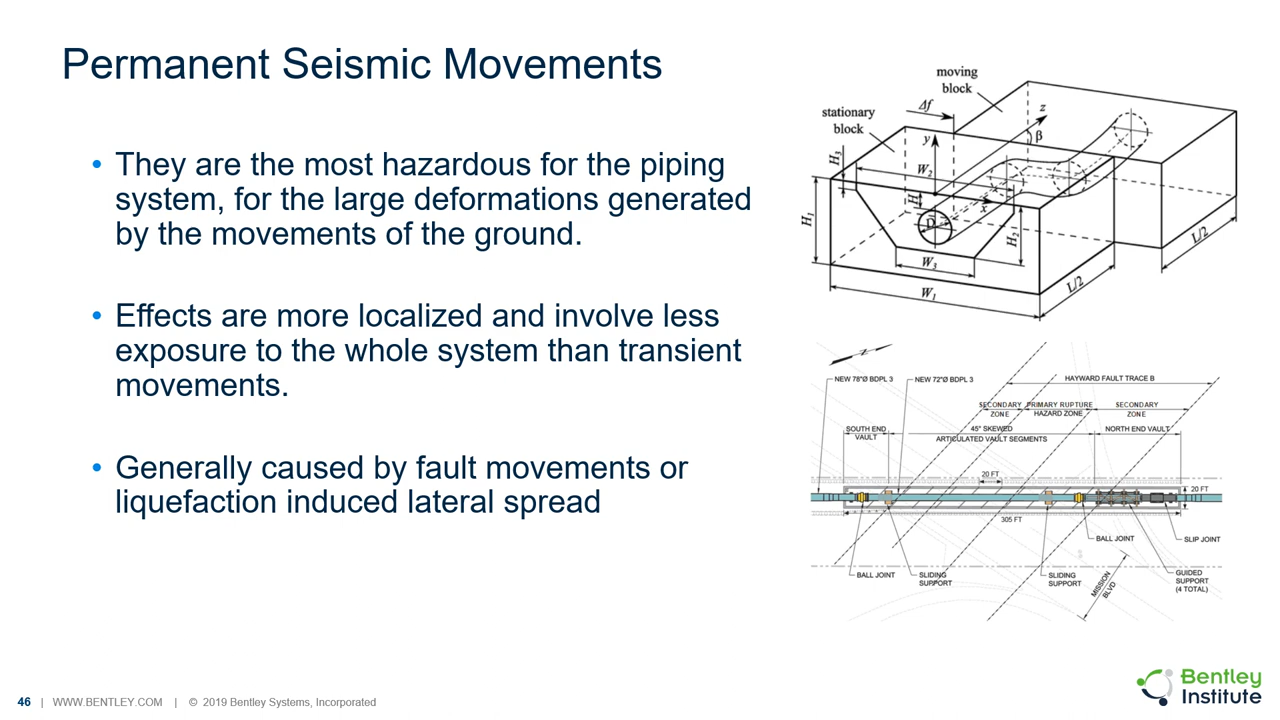 Permanent Seismic Movements
• They are the most hazardous for the piping
system, for the large deformations generated
by the movements of the ground.
• Effects are more localized and involve less
exposure to the whole system than transient
movements.
• Generally caused by fault movements or
liquefaction induced lateral spread
moving
block
stationary
block
Δf
z
y
β
H3
W2
H
x
D
H1
H2
W3
W1
L/2
L/2
Z
NEW 78"Ø BDPL 3
NEW 72"Ø BDPL 3
HAYWARD FAULT TRACE B
SECONDARY
ZONE
PRIMARY RUPTURE
HAZARD ZONE
SECONDARY
ZONE
SOUTH END
VAULT
45° SKEWED
ARTICULATED VAULT SEGMENTS
NORTH END VAULT
20 FT
20 FT
305 FT
BALL JOINT
SLIP JOINT
BALL JOINT
SLIDING
SUPPORT
SLIDING
SUPPORT
MISSION
BLVD
GUIDED
SUPPORT
(4 TOTAL)
46 | WWW.BENTLEY.COM | © 2019 Bentley Systems, Incorporated
Bentley
Institute